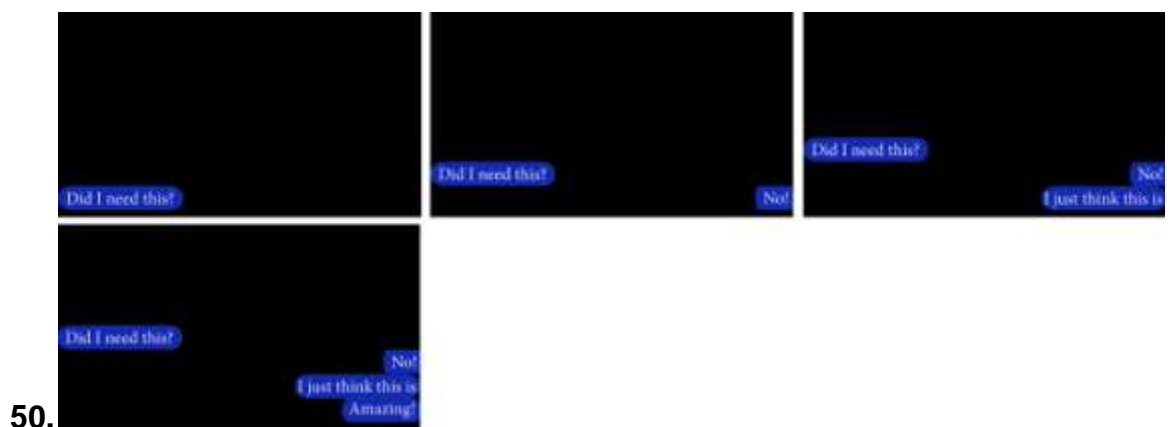 Did I need this?
Did I need this?
No!
Did I need this?
No!
I just think this is
Did I need this?
No!
I just think this is
Amazing!
50.